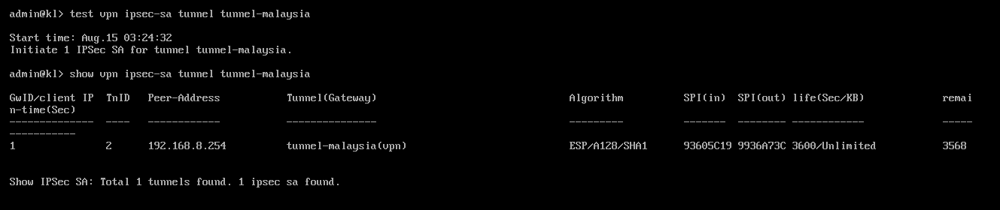 admin@kl> test vpn ipsec-sa tunnel tunnel-malaysia
Start time: Aug.15 03:24:32
Initiate 1 IPSec SA for tunnel tunnel-malaysia.
admin@kl> show vpn ipsec-sa tunnel tunnel-malaysia
GwID/client IP  TnID   Peer-Address           Tunnel(Gateway)                                Algorithm          SPI(in)  SPI(out) life(Sec/KB)             remai
n-time(Sec)
--------------  ----   ------------           ---------------                                ---------          -------  -------- ------------             -----
-----------
1               2      192.168.8.254          tunnel-malaysia(vpn)                           ESP/A128/SHA1      93605C19 9936A73C 3600/Unlimited           3568
Show IPSec SA: Total 1 tunnels found. 1 ipsec sa found.